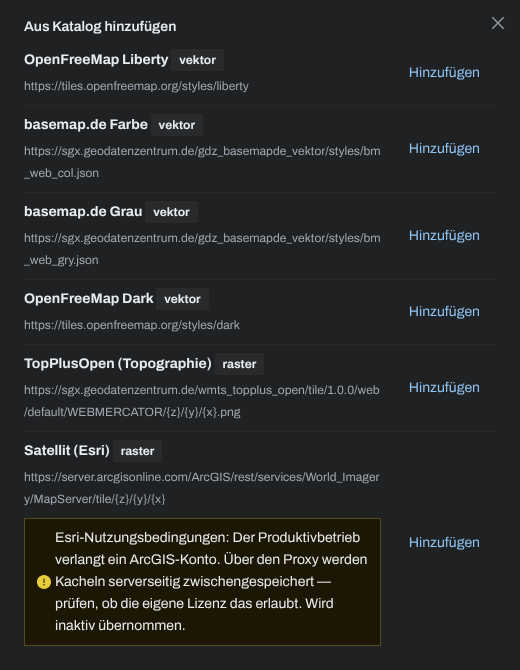 Aus Katalog hinzufügen
OpenFreeMap Liberty vektor
https://tiles.openfreemap.org/styles/liberty
Hinzufügen
basemap.de Farbe vektor
https://sgx.geodatenzentrum.de/gdz_basemapde_vektor/styles/bm
_web_col.json
Hinzufügen
basemap.de Grau vektor
https://sgx.geodatenzentrum.de/gdz_basemapde_vektor/styles/bm
_web_gry.json
Hinzufügen
OpenFreeMap Dark vektor
https://tiles.openfreemap.org/styles/dark
Hinzufügen
TopPlusOpen (Topographie) raster
https://sgx.geodatenzentrum.de/wmts_topplus_open/tile/1.0.0/web
/default/WEBMERCATOR/{z}/{y}/{x}.png
Hinzufügen
Satellit (Esri) raster
https://server.arcgisonline.com/ArcGIS/rest/services/World_Imager
y/MapServer/tile/{z}/{y}/{x}
Esri-Nutzungsbedingungen: Der Produktivbetrieb
verlangt ein ArcGIS-Konto. Über den Proxy werden
Kacheln serverseitig zwischengespeichert —
prüfen, ob die eigene Lizenz das erlaubt. Wird
inaktiv übernommen.
Hinzufügen